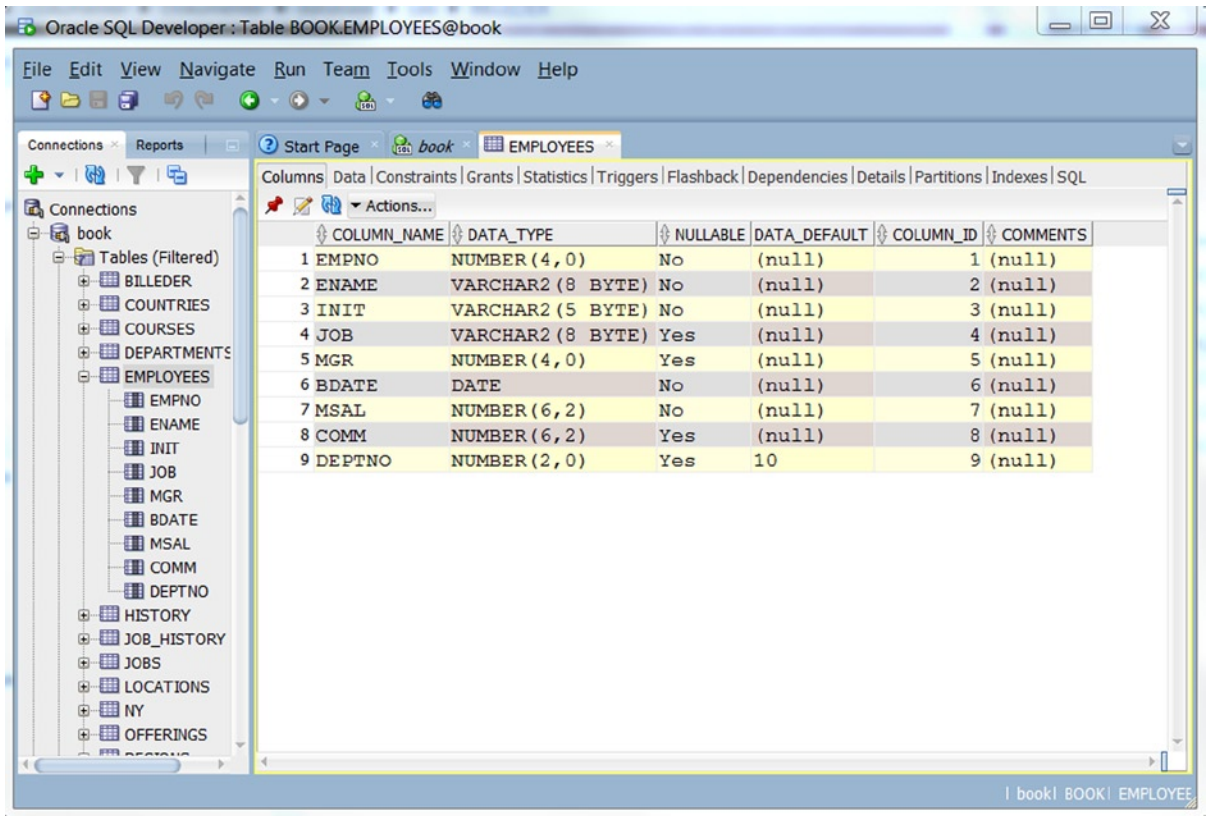 Oracle SQL Developer : Table BOOK.EMPLOYEES@book
File Edit View Navigate Run Team Tools Window Help
Connections Reports
Start Page book EMPLOYEES
Columns Data Constraints Grants Statistics Triggers Flashback Dependencies Details Partitions Indexes SQL
Actions...
Connections
book
Tables (Filtered)
BILLEDER
COUNTRIES
COURSES
DEPARTMENTS
EMPLOYEES
EMPNO
ENAME
INIT
JOB
MGR
BDATE
MSAL
COMM
DEPTNO
HISTORY
JOB_HISTORY
JOBS
LOCATIONS
NY
OFFERINGS
COLUMN_NAME DATA_TYPE NULLABLE DATA_DEFAULT COLUMN_ID COMMENTS
1 EMPNO NUMBER(4,0) No (null) 1 (null)
2 ENAME VARCHAR2(8 BYTE) No (null) 2 (null)
3 INIT VARCHAR2(5 BYTE) No (null) 3 (null)
4 JOB VARCHAR2(8 BYTE) Yes (null) 4 (null)
5 MGR NUMBER(4,0) Yes (null) 5 (null)
6 BDATE DATE No (null) 6 (null)
7 MSAL NUMBER(6,2) No (null) 7 (null)
8 COMM NUMBER(6,2) Yes (null) 8 (null)
9 DEPTNO NUMBER(2,0) Yes 10 9 (null)
| book| BOOK| EMPLOYEE